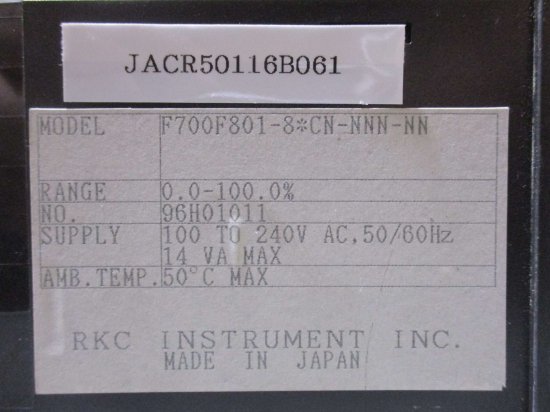 JACR50116B061
MODEL F700F801-8*CN-NNN-NN
RANGE 0.0-100.0%
NO. 96H01011
SUPPLY 100 TO 240V AC,50/60Hz
14 VA MAX
AMB.TEMP. 50°C MAX
RKC INSTRUMENT INC.
MADE IN JAPAN